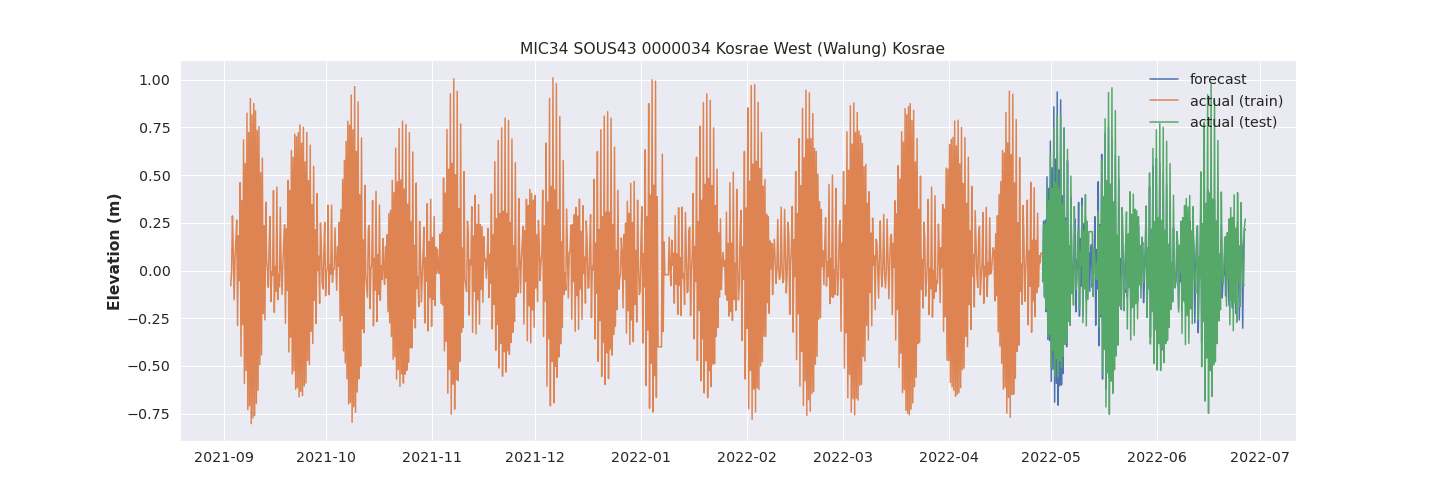 MIC34 SOUS43 0000034 Kosrae West (Walung) Kosrae
forecast
actual (train)
actual (test)
Elevation (m)
1.00
0.75
0.50
0.25
0.00
−0.25
−0.50
−0.75
2021-09 2021-10 2021-11 2021-12 2022-01 2022-02 2022-03 2022-04 2022-05 2022-06 2022-07